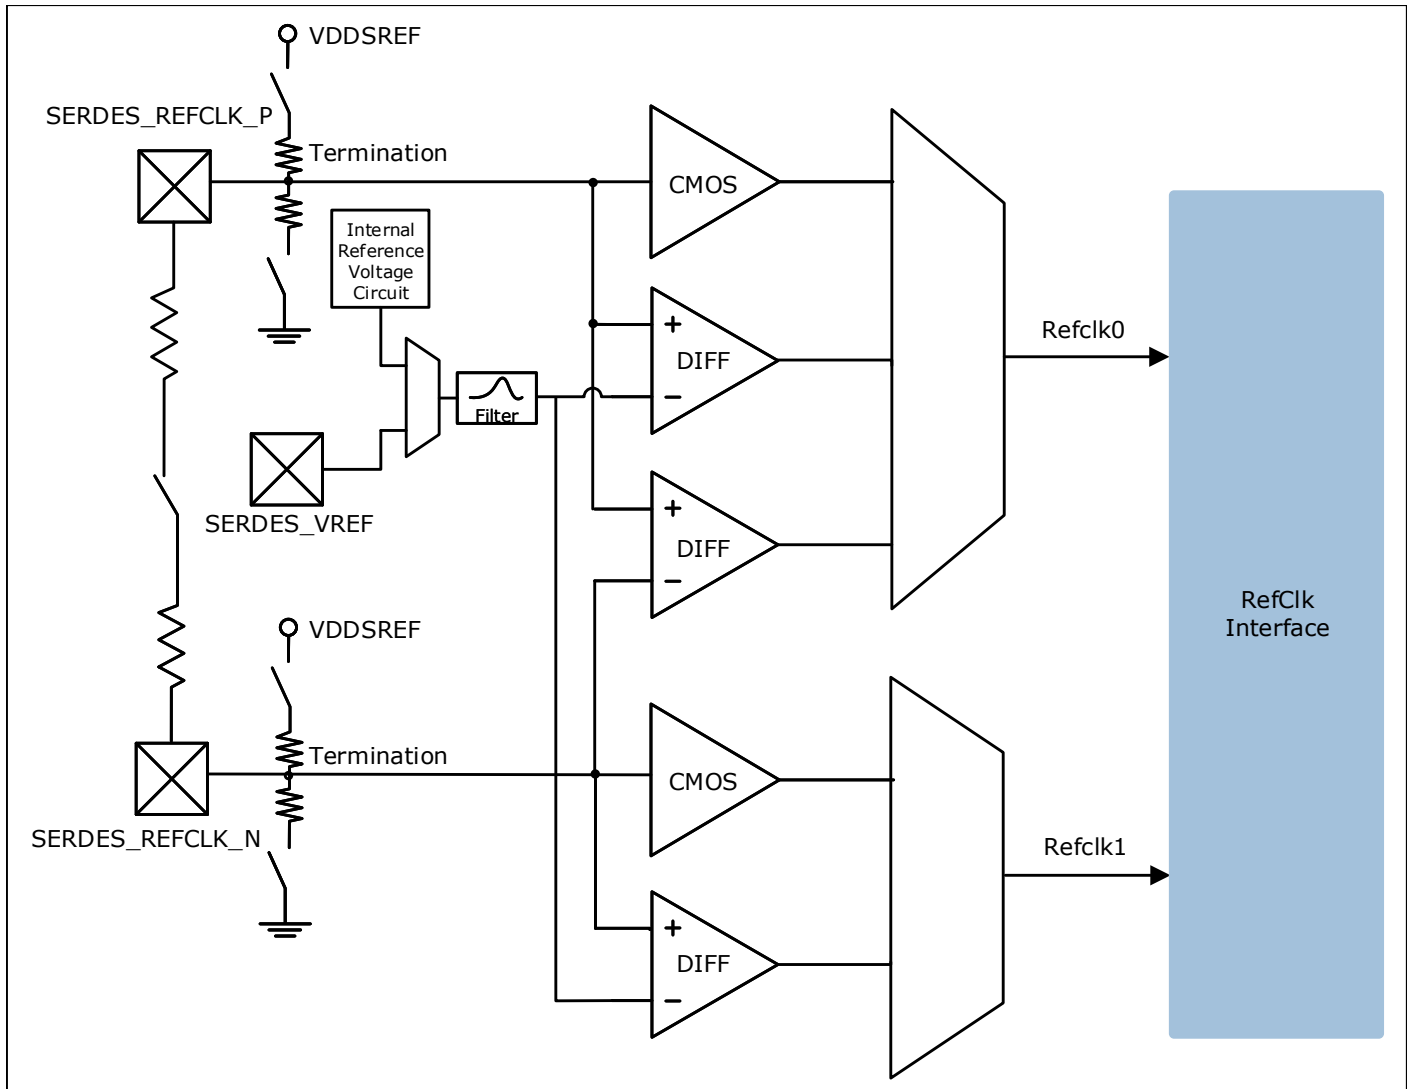 VDDSREF
SERDES_REFCLK_P
Termination
CMOS
Internal
Reference
Voltage
Circuit
+
DIFF
−
Refclk0
Filter
SERDES_VREF
+
DIFF
−
RefClk
Interface
VDDSREF
Termination
CMOS
SERDES_REFCLK_N
Refclk1
+
DIFF
−